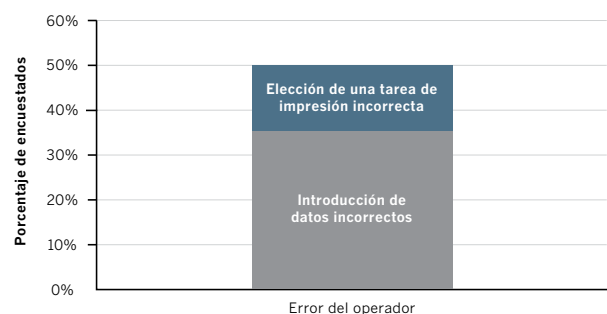 Porcentaje de encuestados
60%
50%
40%
30%
20%
10%
0%
Elección de una tarea de
impresión incorrecta
Introducción de
datos incorrectos
Error del operador